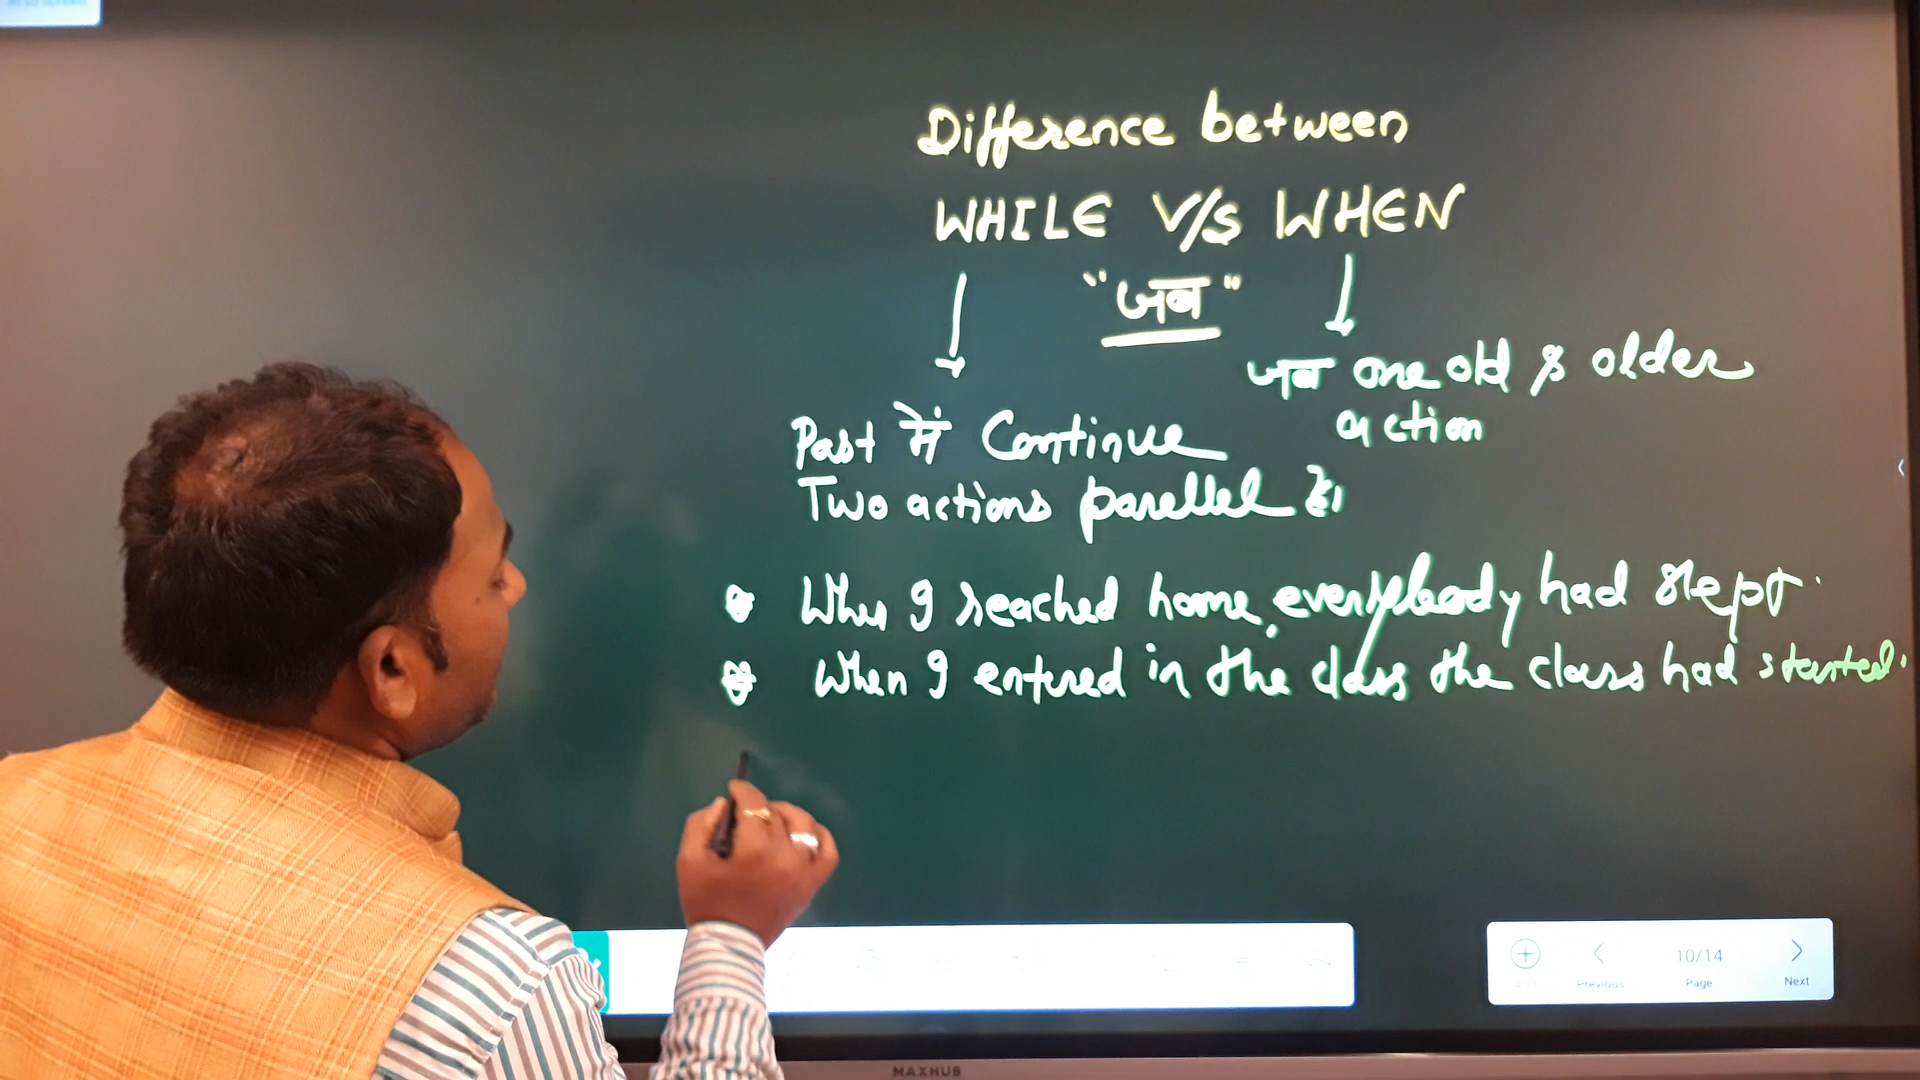 Difference between
WHILE V/S WHEN
"जब"
जब one old & older
action
Past में Continue
Two actions parallel है।
When I reached home, everybody had slept.
When I entered in the class the class had started.
10/14
Previous Page Next
MAXHUB